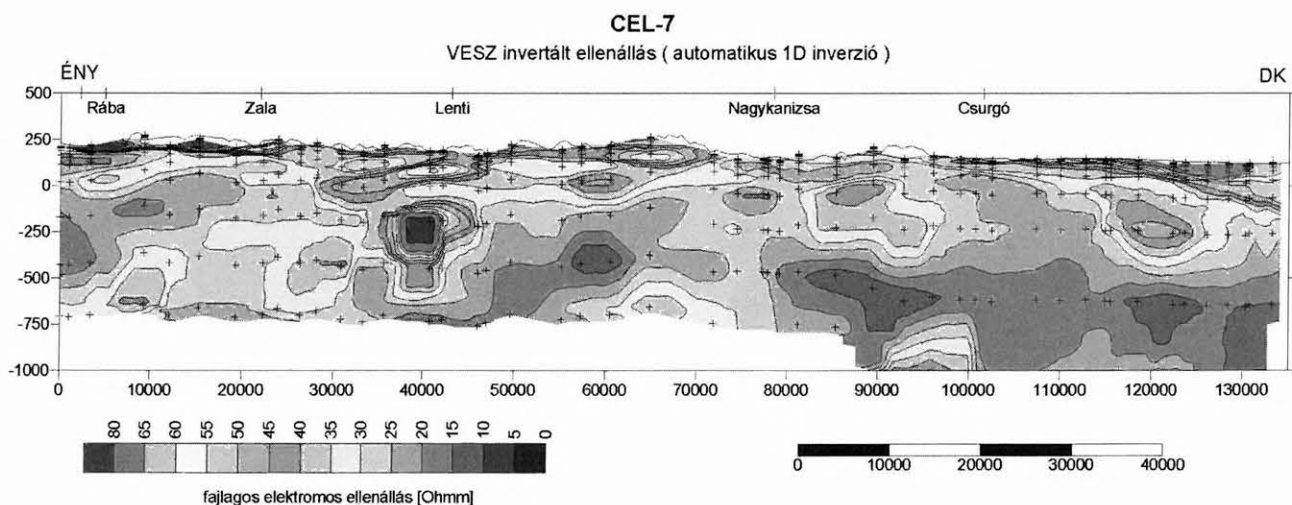 CEL-7
VESZ invertált ellenállás ( automatikus 1D inverzió )
ÉNY DK
Rába Zala Lenti Nagykanizsa Csurgó
500
250
0
-250
-500
-750
-1000
0 10000 20000 30000 40000 50000 60000 70000 80000 90000 100000 110000 120000 130000
80 65 60 55 50 45 40 35 30 25 20 15 10 5 0
fajlagos elektromos ellenállás [Ohmm]
0 10000 20000 30000 40000